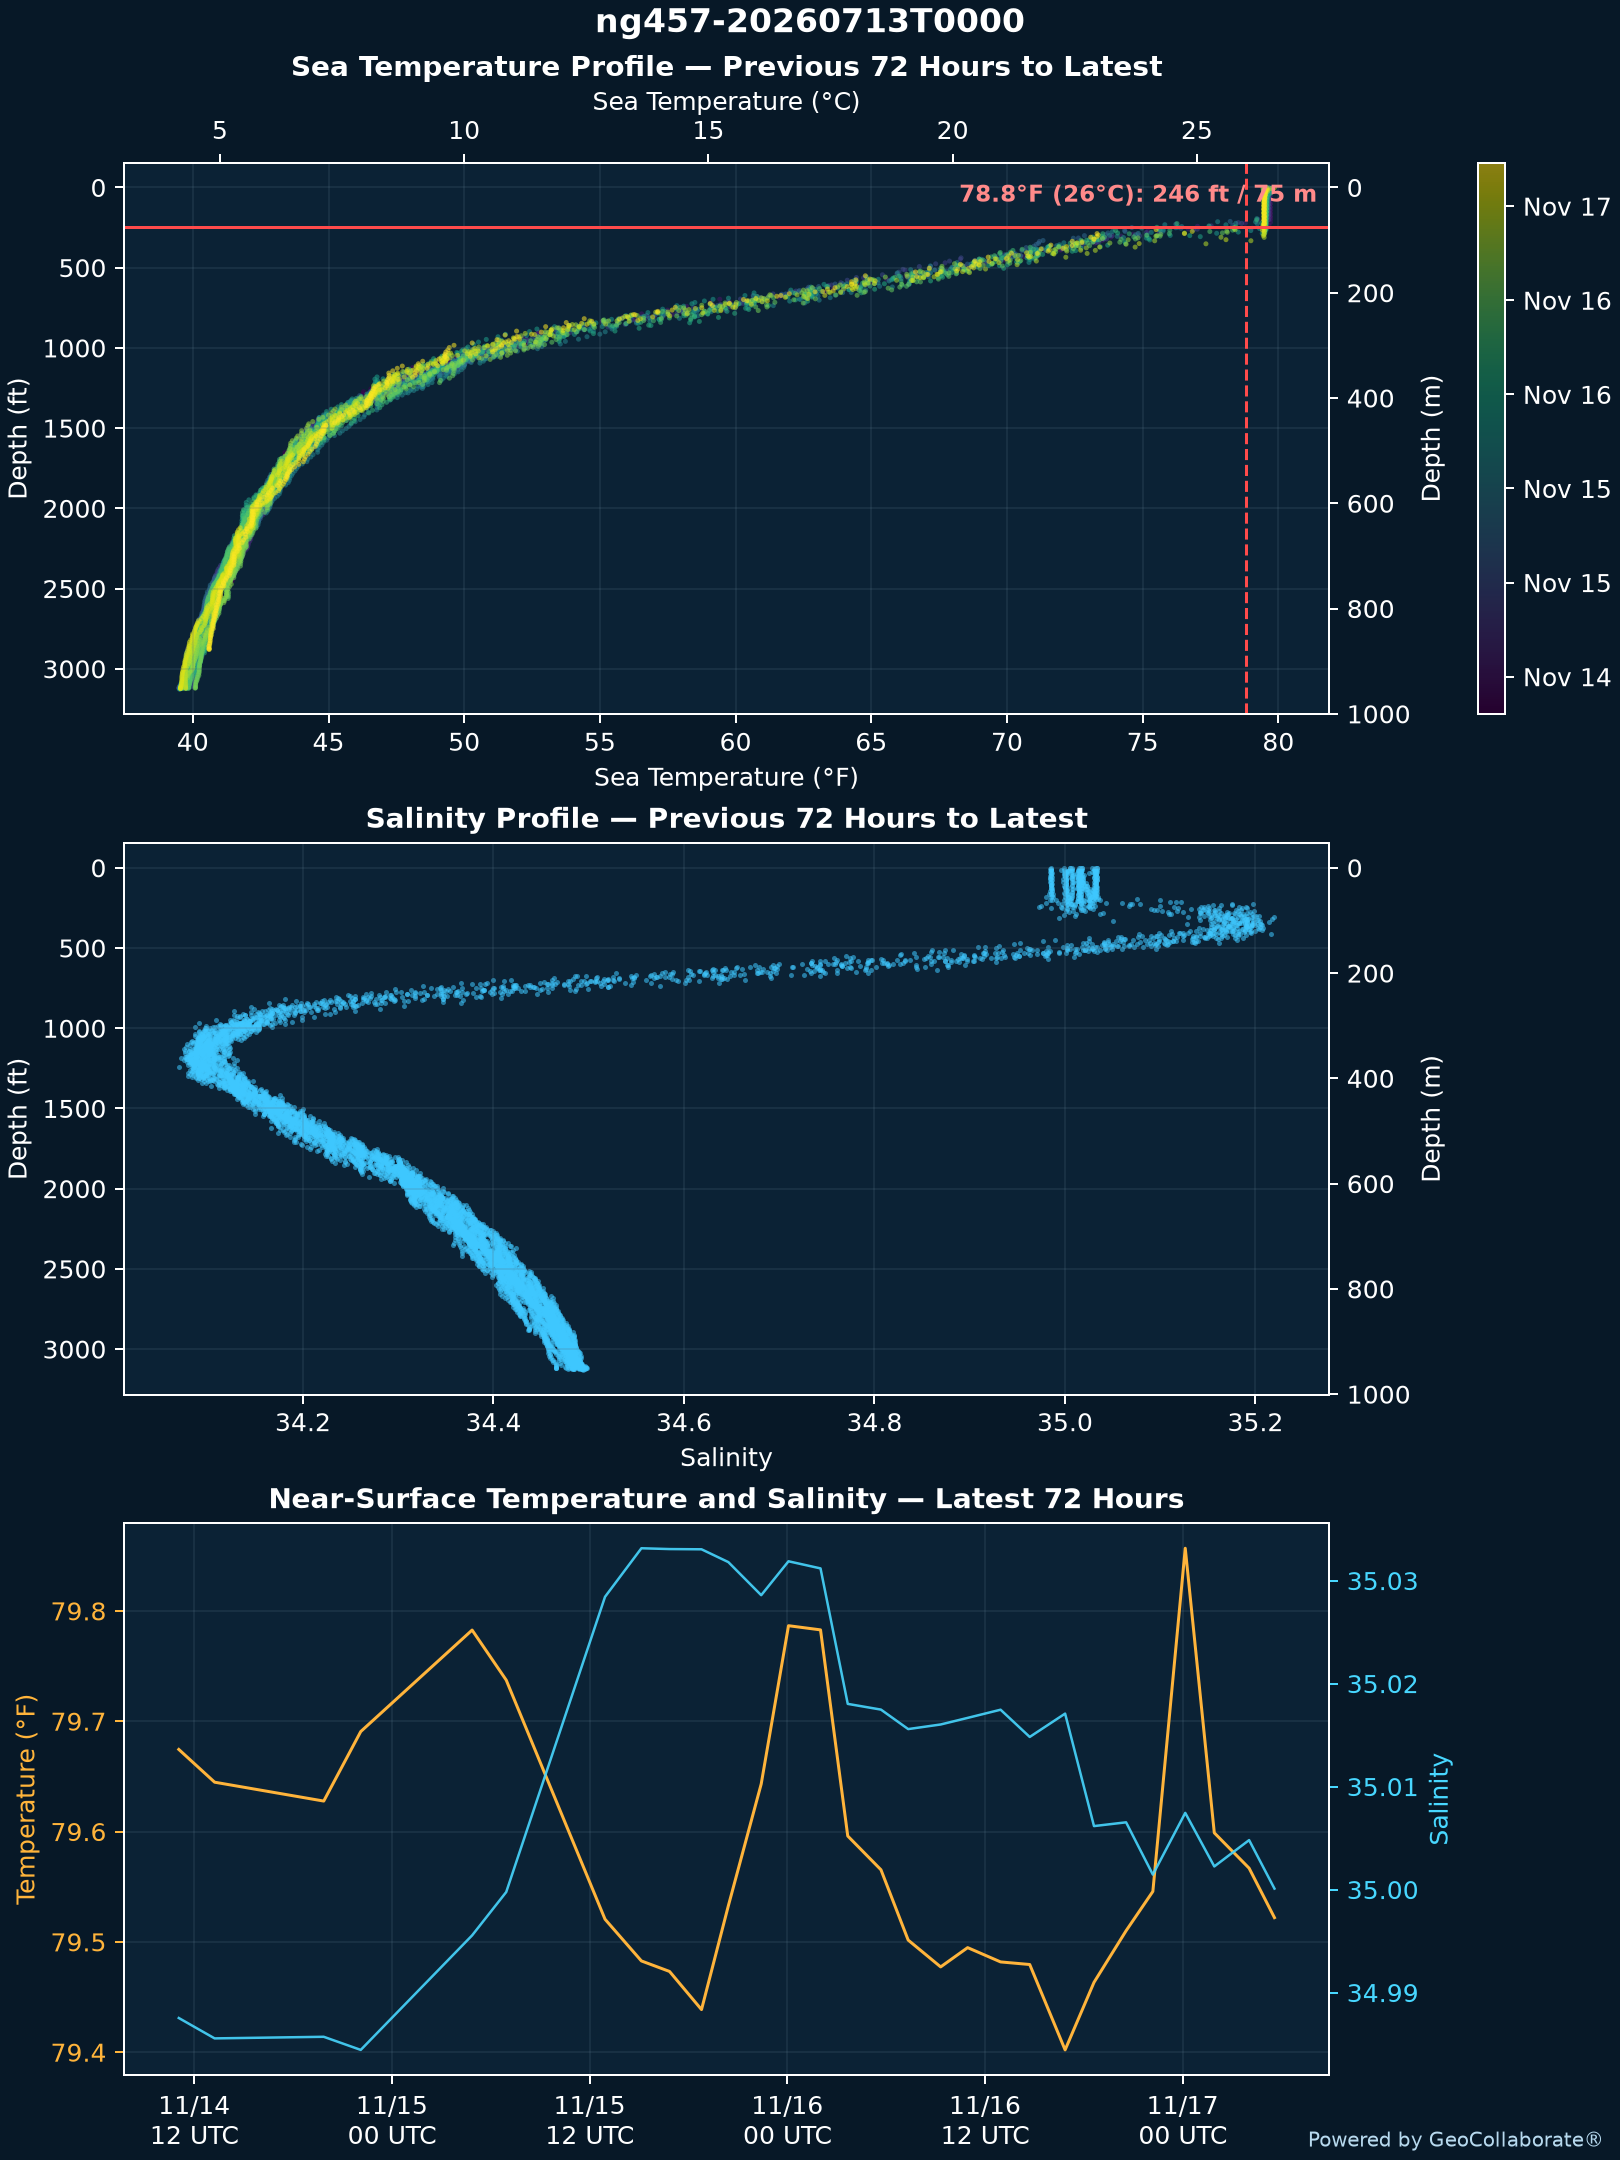 ng457-20260713T0000
Sea Temperature Profile — Previous 72 Hours to Latest
Sea Temperature (°C)
5 10 15 20 25
78.8°F (26°C): 246 ft / 75 m
0
500
1000
1500
2000
2500
3000
Depth (ft)
0
200
400
600
800
1000
Depth (m)
Nov 17
Nov 16
Nov 16
Nov 15
Nov 15
Nov 14
40 45 50 55 60 65 70 75 80
Sea Temperature (°F)
Salinity Profile — Previous 72 Hours to Latest
0
500
1000
1500
2000
2500
3000
Depth (ft)
0
200
400
600
800
1000
Depth (m)
34.2 34.4 34.6 34.8 35.0 35.2
Salinity
Near-Surface Temperature and Salinity — Latest 72 Hours
79.8
79.7
79.6
79.5
79.4
Temperature (°F)
35.03
35.02
35.01
35.00
34.99
Salinity
11/14 11/15 11/15 11/16 11/16 11/17
12 UTC 00 UTC 12 UTC 00 UTC 12 UTC 00 UTC
Powered by GeoCollaborate®